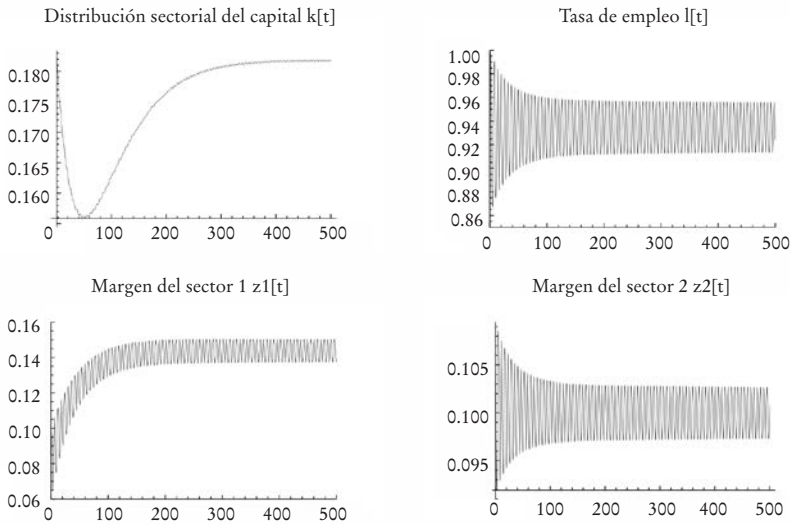 Distribución sectorial del capital k[t]
0.180
0.175
0.170
0.165
0.160
0 100 200 300 400 500
Tasa de empleo l[t]
1.00
0.98
0.96
0.94
0.92
0.90
0.88
0.86
0 100 200 300 400 500
Margen del sector 1 z1[t]
0.16
0.14
0.12
0.10
0.08
0.06
0 100 200 300 400 500
Margen del sector 2 z2[t]
0.105
0.100
0.095
0 100 200 300 400 500